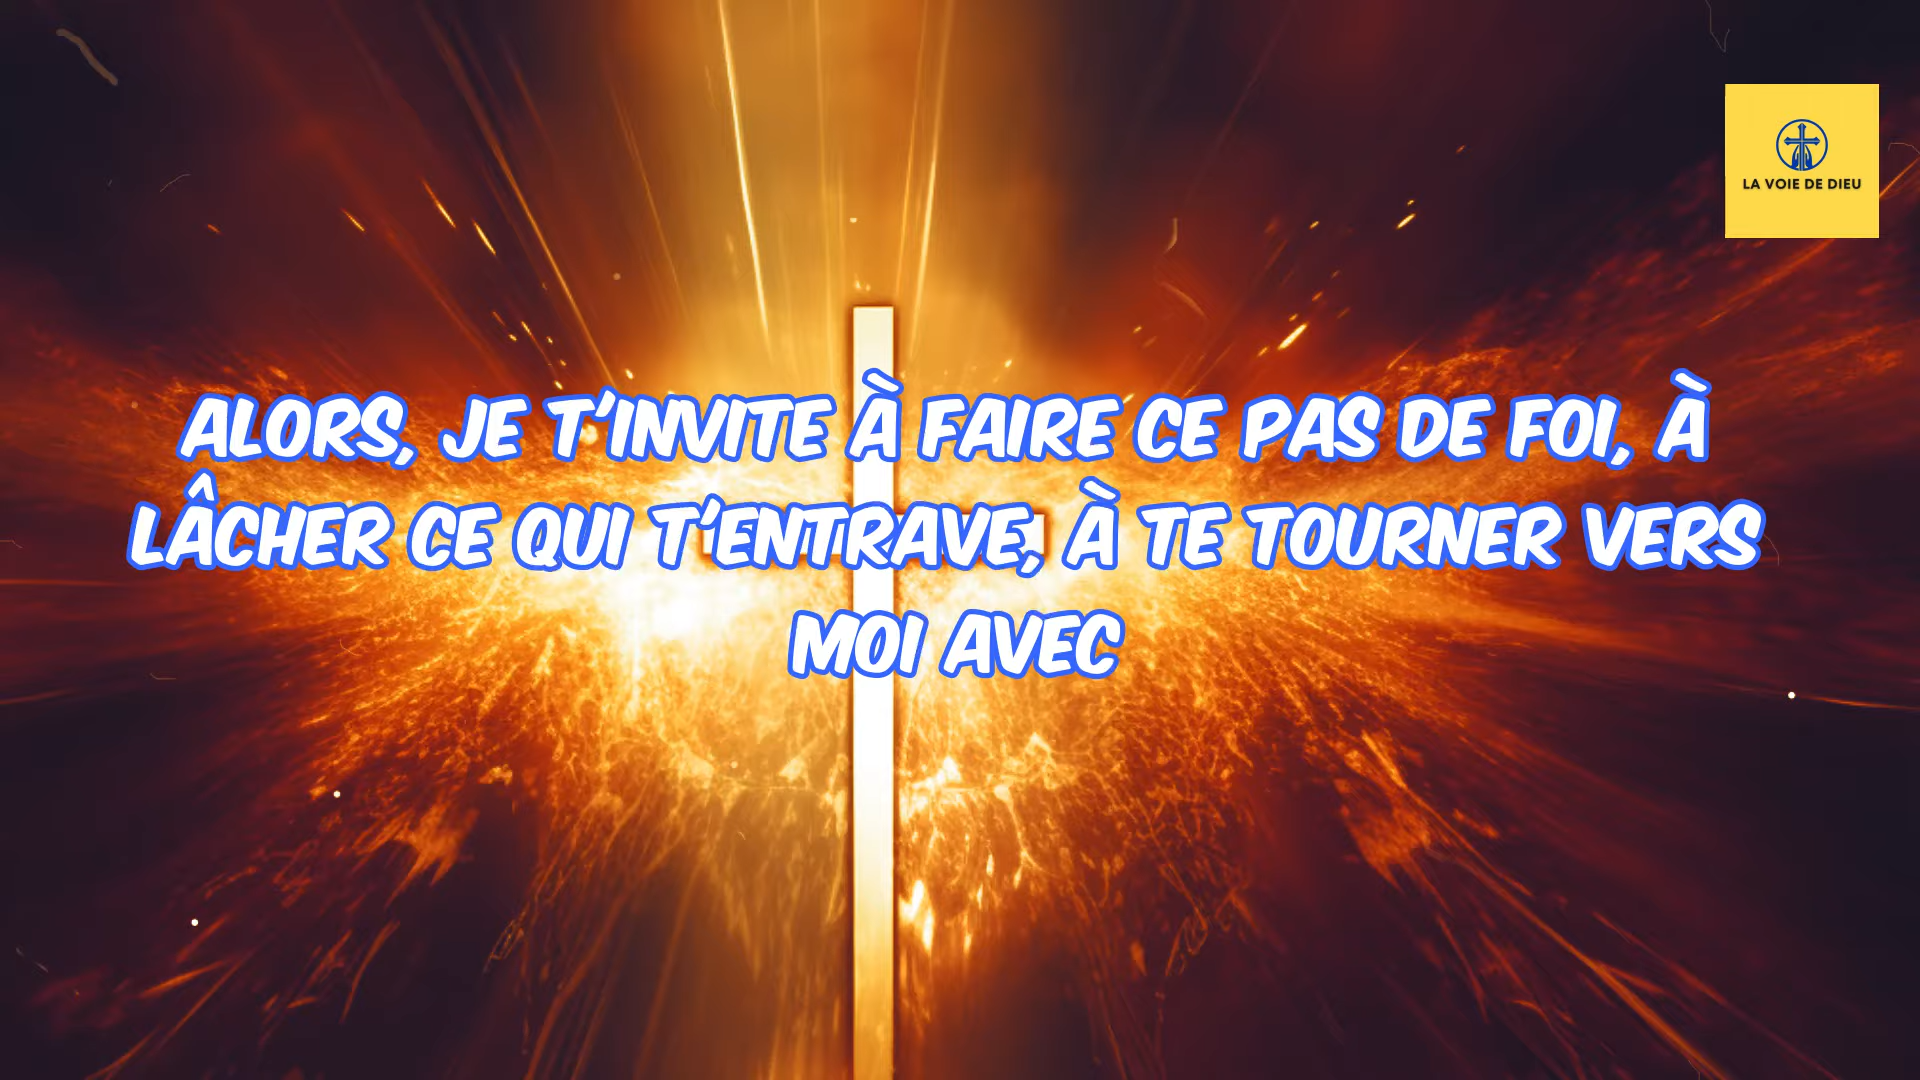 LA VOIE DE DIEU
ALORS, JE T'INVITE À FAIRE CE PAS DE FOI, À
LÂCHER CE QUI T'ENTRAVE, À TE TOURNER VERS
MOI AVEC